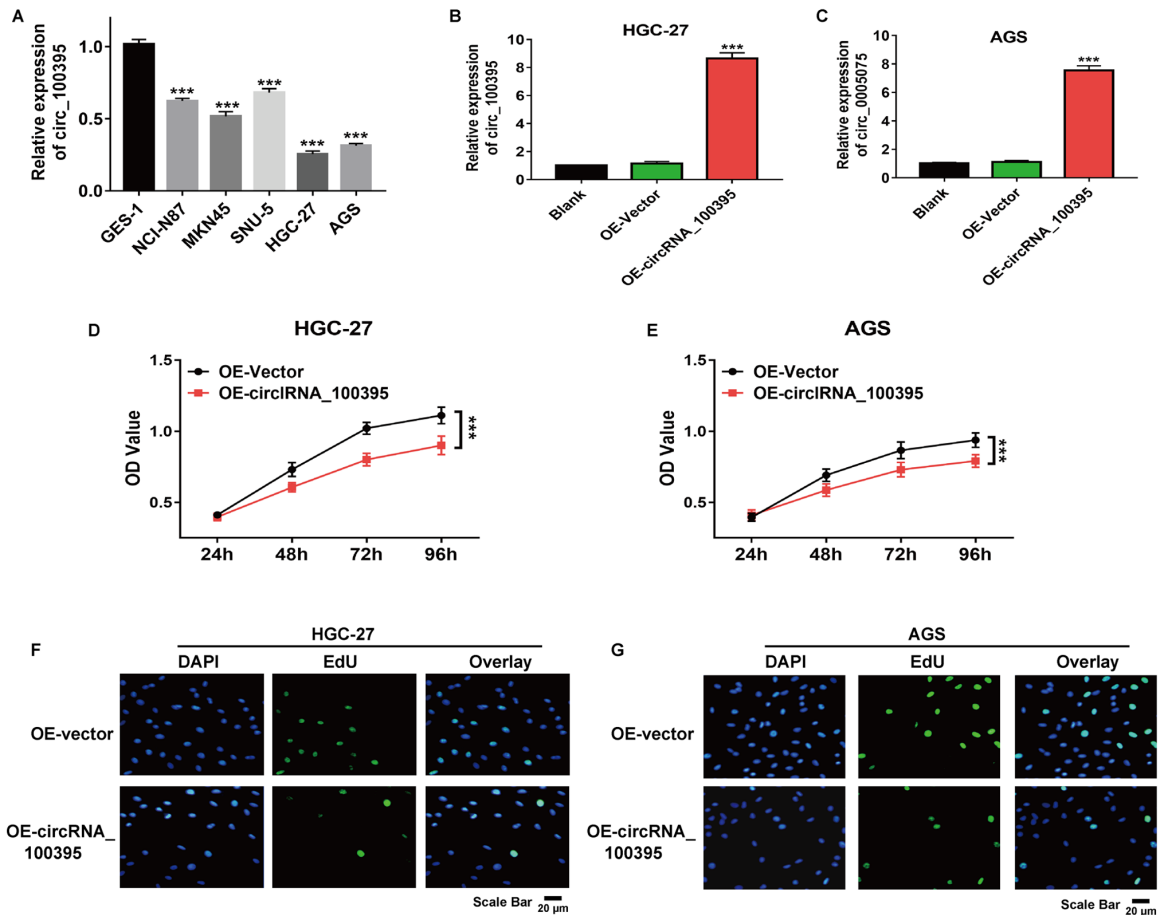 A
Relative expression
of circ_100395
1.0
0.5
0.0
***
***
***
***
***
GES-1
NCI-N87
MKN45
SNU-5
HGC-27
AGS
B
HGC-27
Relative expression
of circ_100395
10
8
6
4
2
0
***
Blank
OE-Vector
OE-circRNA_100395
C
AGS
Relative expression
of circ_0005075
10
8
6
4
2
0
***
Blank
OE-Vector
OE-circRNA_100395
D
HGC-27
OD Value
1.5
1.0
0.5
OE-Vector
OE-circlRNA_100395
***
24h
48h
72h
96h
E
AGS
OD Value
1.5
1.0
0.5
OE-Vector
OE-circlRNA_100395
***
24h
48h
72h
96h
F
HGC-27
DAPI
EdU
Overlay
OE-vector
OE-circRNA_
100395
Scale Bar
20 µm
G
AGS
DAPI
EdU
Overlay
OE-vector
OE-circRNA_
100395
Scale Bar
20 µm